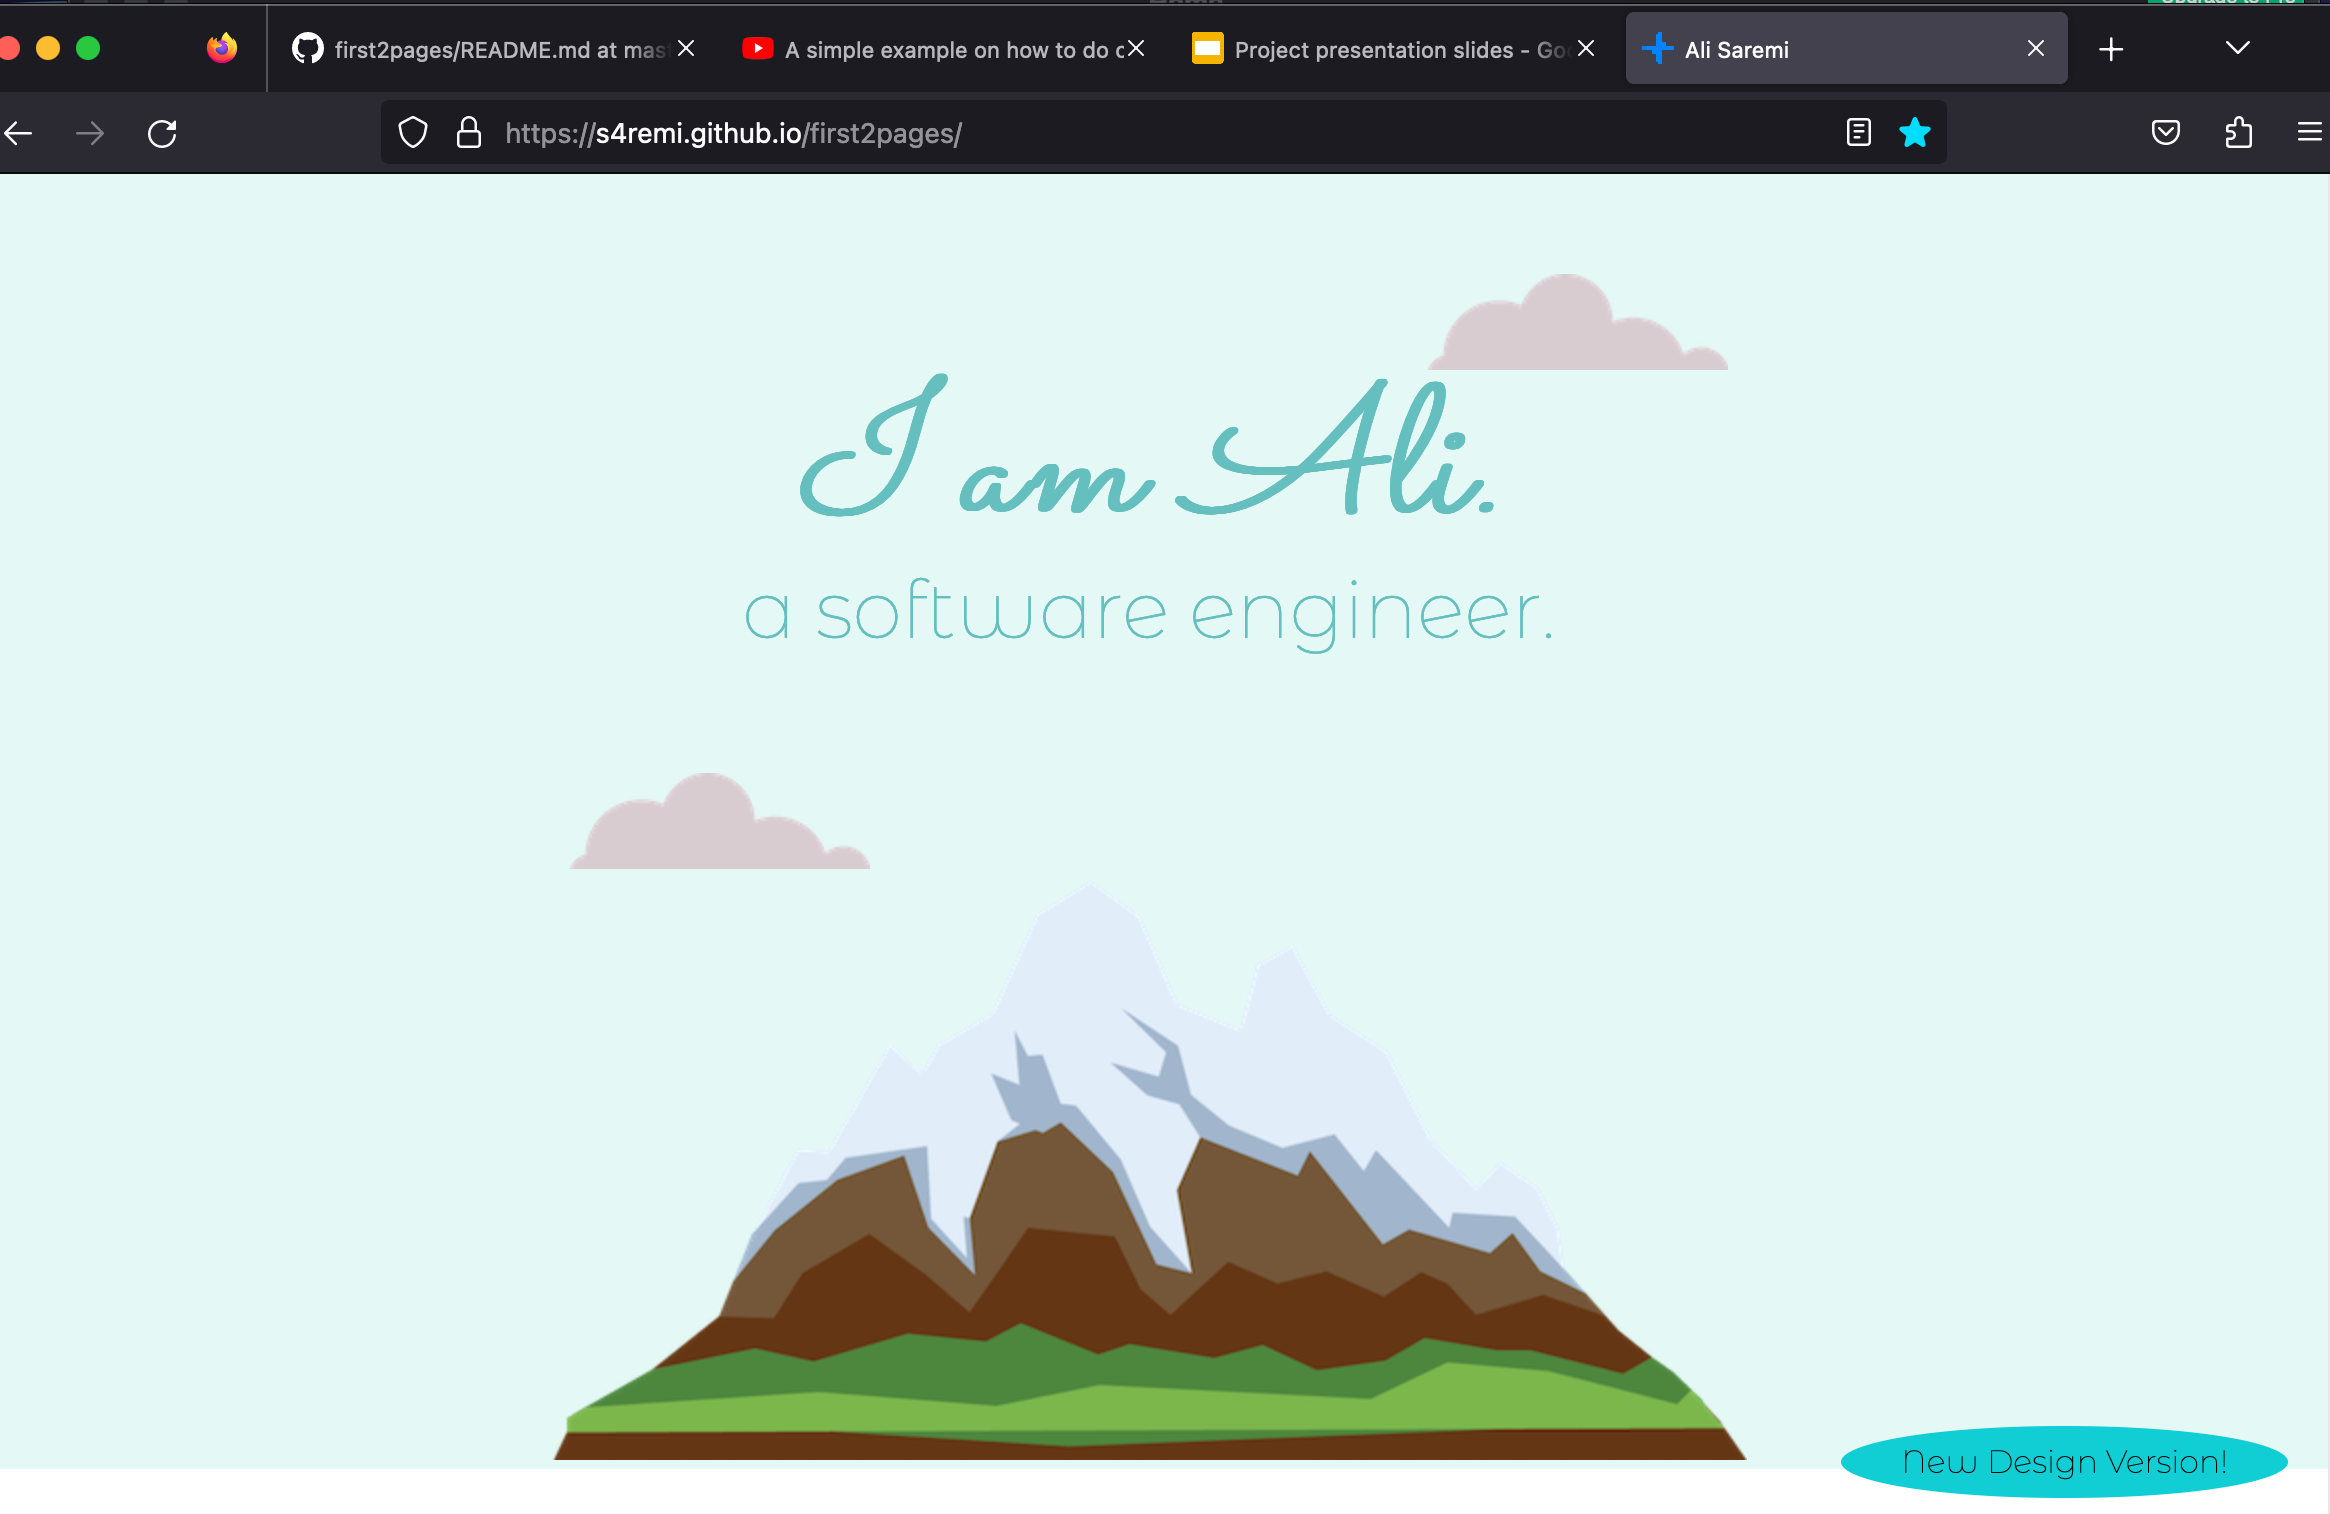 first2pages/README.md at mas
A simple example on how to do c
Project presentation slides - Goo
Ali Saremi
https://s4remi.github.io/first2pages/
I am Ali.
a software engineer.
New Design Version!